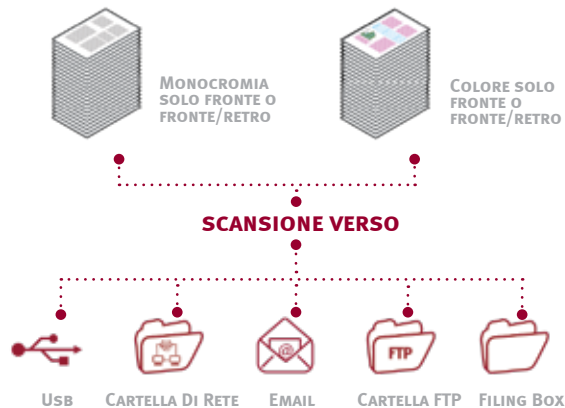 MONOCROMIA
SOLO FRONTE O
FRONTE/RETRO
COLORE SOLO
FRONTE O
FRONTE/RETRO
SCANSIONE VERSO
@
FTP
USB
CARTELLA DI RETE
EMAIL
CARTELLA FTP
FILING BOX